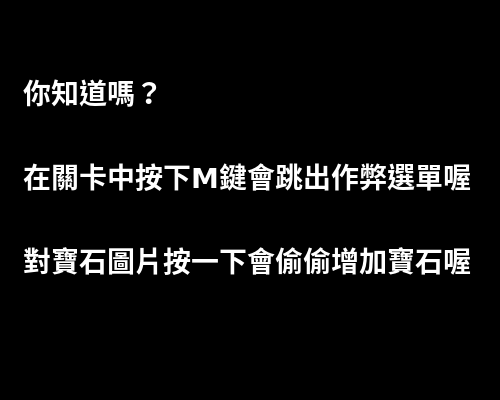 你知道嗎？
在關卡中按下M鍵會跳出作弊選單喔
對寶石圖片按一下會偷偷增加寶石喔